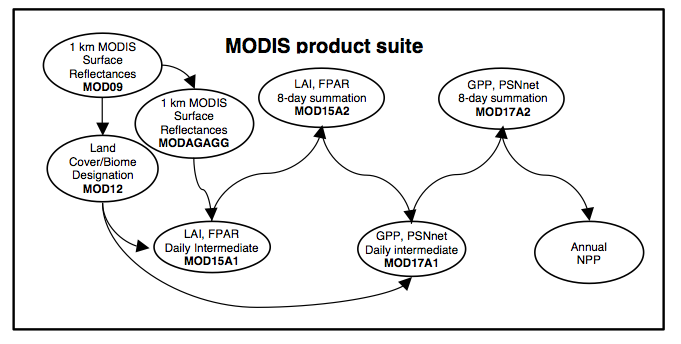 MODIS product suite
1 km MODIS
Surface
Reflectances
MOD09
1 km MODIS
Surface
Reflectances
MODAGAGG
LAI, FPAR
8-day summation
MOD15A2
GPP, PSNnet
8-day summation
MOD17A2
Land
Cover/Biome
Designation
MOD12
LAI, FPAR
Daily Intermediate
MOD15A1
GPP, PSNnet
Daily intermediate
MOD17A1
Annual
NPP